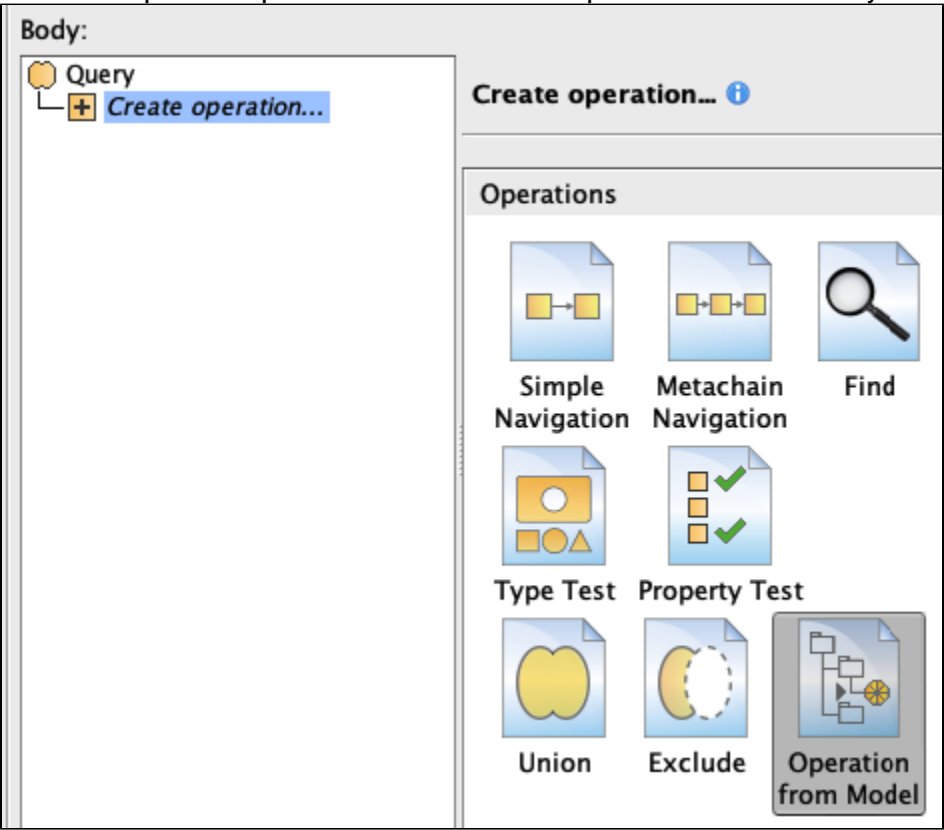 Body:
Query
Create operation...
Create operation...
Operations
Simple
Navigation
Metachain
Navigation
Find
Type Test
Property Test
Union
Exclude
Operation
from Model